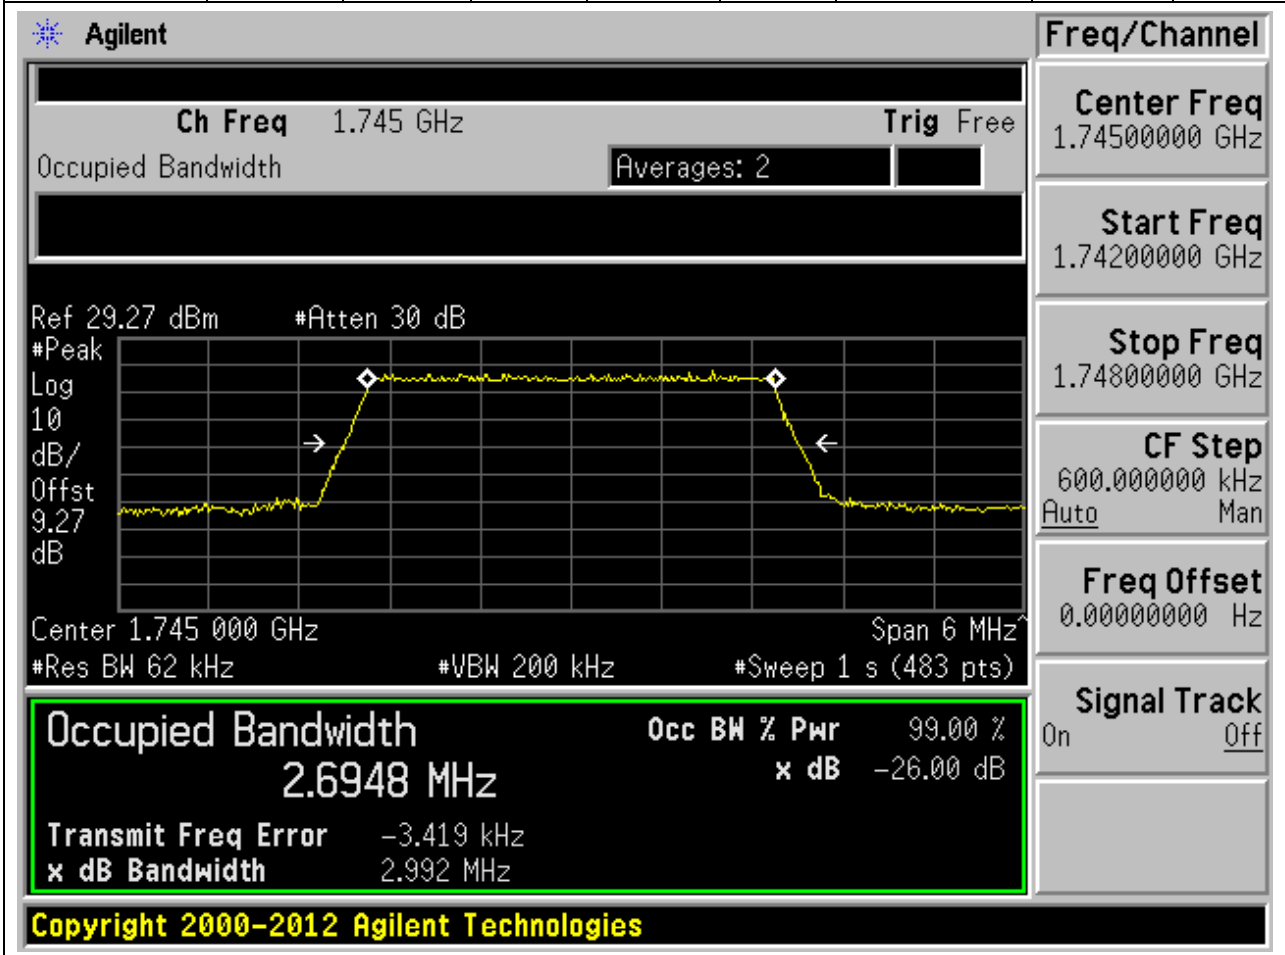 Agilent
Freq/Channel
Ch Freq 1.745 GHz Trig Free
Occupied Bandwidth Averages: 2
Center Freq
1.74500000 GHz
Start Freq
1.74200000 GHz
Stop Freq
1.74800000 GHz
CF Step
600.000000 kHz
Auto Man
Freq Offset
0.00000000 Hz
Signal Track
On Off
Ref 29.27 dBm #Atten 30 dB
#Peak
Log
10
dB/
Offst
9.27
dB
Center 1.745 000 GHz Span 6 MHz^
#Res BW 62 kHz #VBW 200 kHz #Sweep 1 s (483 pts)
Occupied Bandwidth Occ BW % Pwr 99.00 %
2.6948 MHz x dB -26.00 dB
Transmit Freq Error -3.419 kHz
x dB Bandwidth 2.992 MHz
Copyright 2000-2012 Agilent Technologies